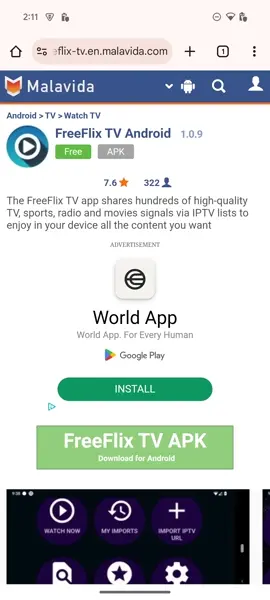 2:11
eflix-tv.en.malavida.com
1
Malavida
Android > TV > Watch TV
FreeFlix TV Android 1.0.9
Free APK
7.6 322
The FreeFlix TV app shares hundreds of high-quality
TV, sports, radio and movies signals via IPTV lists to
enjoy in your device all the content you want
ADVERTISEMENT
World App
World App. For Every Human
Google Play
INSTALL
FreeFlix TV APK
Download for Android
WATCH NOW
MY IMPORTS
IMPORT IPTV
URL